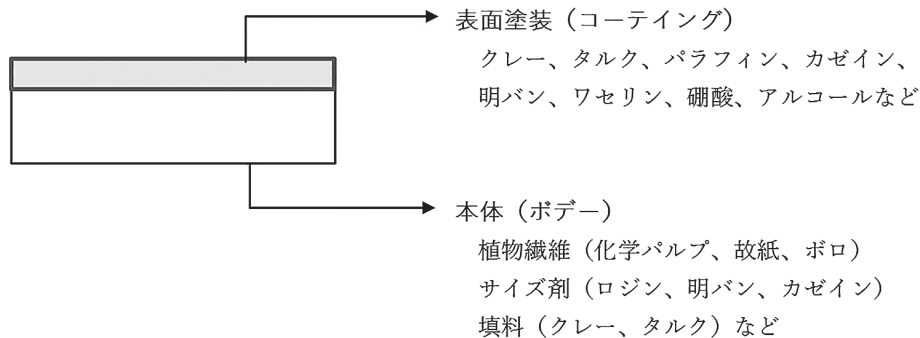 表面塗装（コーテイング）
クレー、タルク、パラフィン、カゼイン、
明バン、ワセリン、硼酸、アルコールなど
本体（ボデー）
植物繊維（化学パルプ、故紙、ボロ）
サイズ剤（ロジン、明バン、カゼイン）
填料（クレー、タルク）など